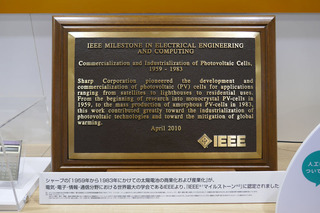 IEEE MILESTONE IN ELECTRICAL ENGINEERING
AND COMPUTING
Commercialization and Industrialization of Photovoltaic Cells,
1959 - 1983
Sharp Corporation pioneered the development and
commercialization of photovoltaic (PV) cells for applications
ranging from satellites to lighthouses to residential uses.
From the beginning of research into monocrystal PV-cells in
1959, to the mass production of amorphous PV-cells in 1983,
this work contributed greatly toward the industrialization of
photovoltaic technologies and toward the mitigation of global
warming.
April 2010
IEEE
シャープの「1959年から1983年にかけての太陽電池の商業化および産業化」が、
電気・電子・情報・通信分野における世界最大の学会であるIEEEより、「IEEEマイルストーン」に認定されました
人工
つい